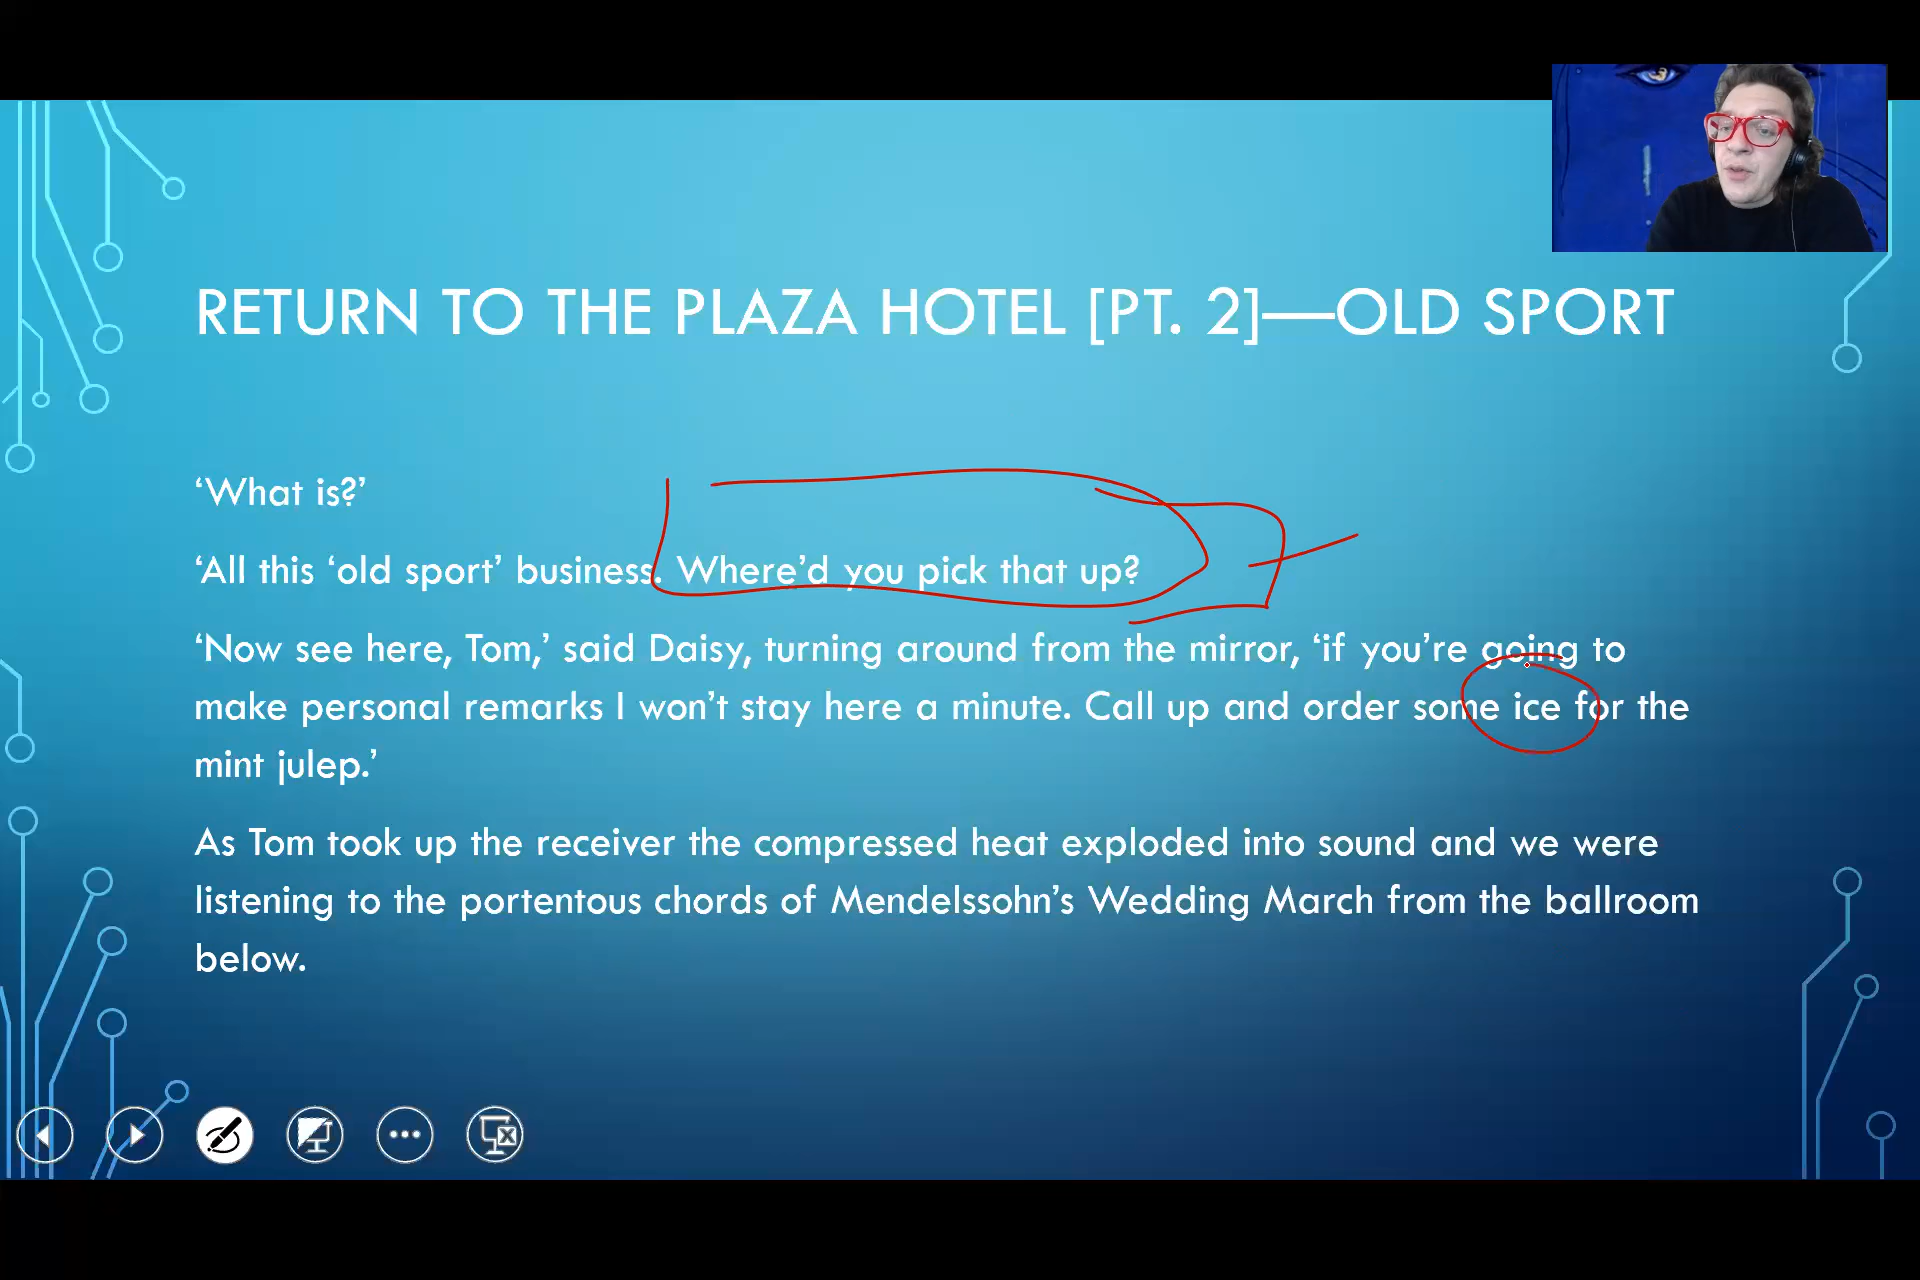 RETURN TO THE PLAZA HOTEL [PT. 2]—OLD SPORT
‘What is?’
‘All this ‘old sport’ business. Where’d you pick that up?
‘Now see here, Tom,’ said Daisy, turning around from the mirror, ‘if you’re going to
make personal remarks I won’t stay here a minute. Call up and order some ice for the
mint julep.’
As Tom took up the receiver the compressed heat exploded into sound and we were
listening to the portentous chords of Mendelssohn’s Wedding March from the ballroom
below.